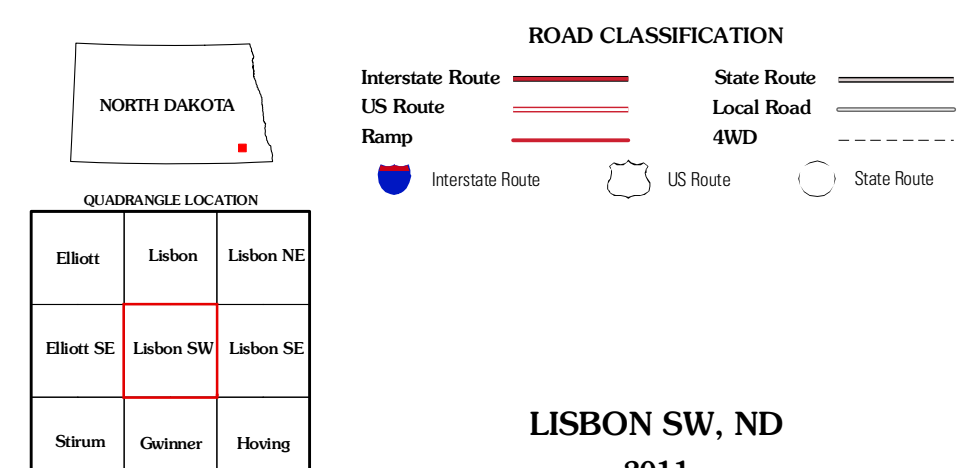 ROAD CLASSIFICATION
Interstate Route
State Route
US Route
Local Road
Ramp
4WD
Interstate Route
US Route
State Route
NORTH DAKOTA
QUADRANGLE LOCATION
Elliott
Lisbon
Lisbon NE
Elliott SE
Lisbon SW
Lisbon SE
Stirum
Gwinner
Hoving
LISBON SW, ND
2011